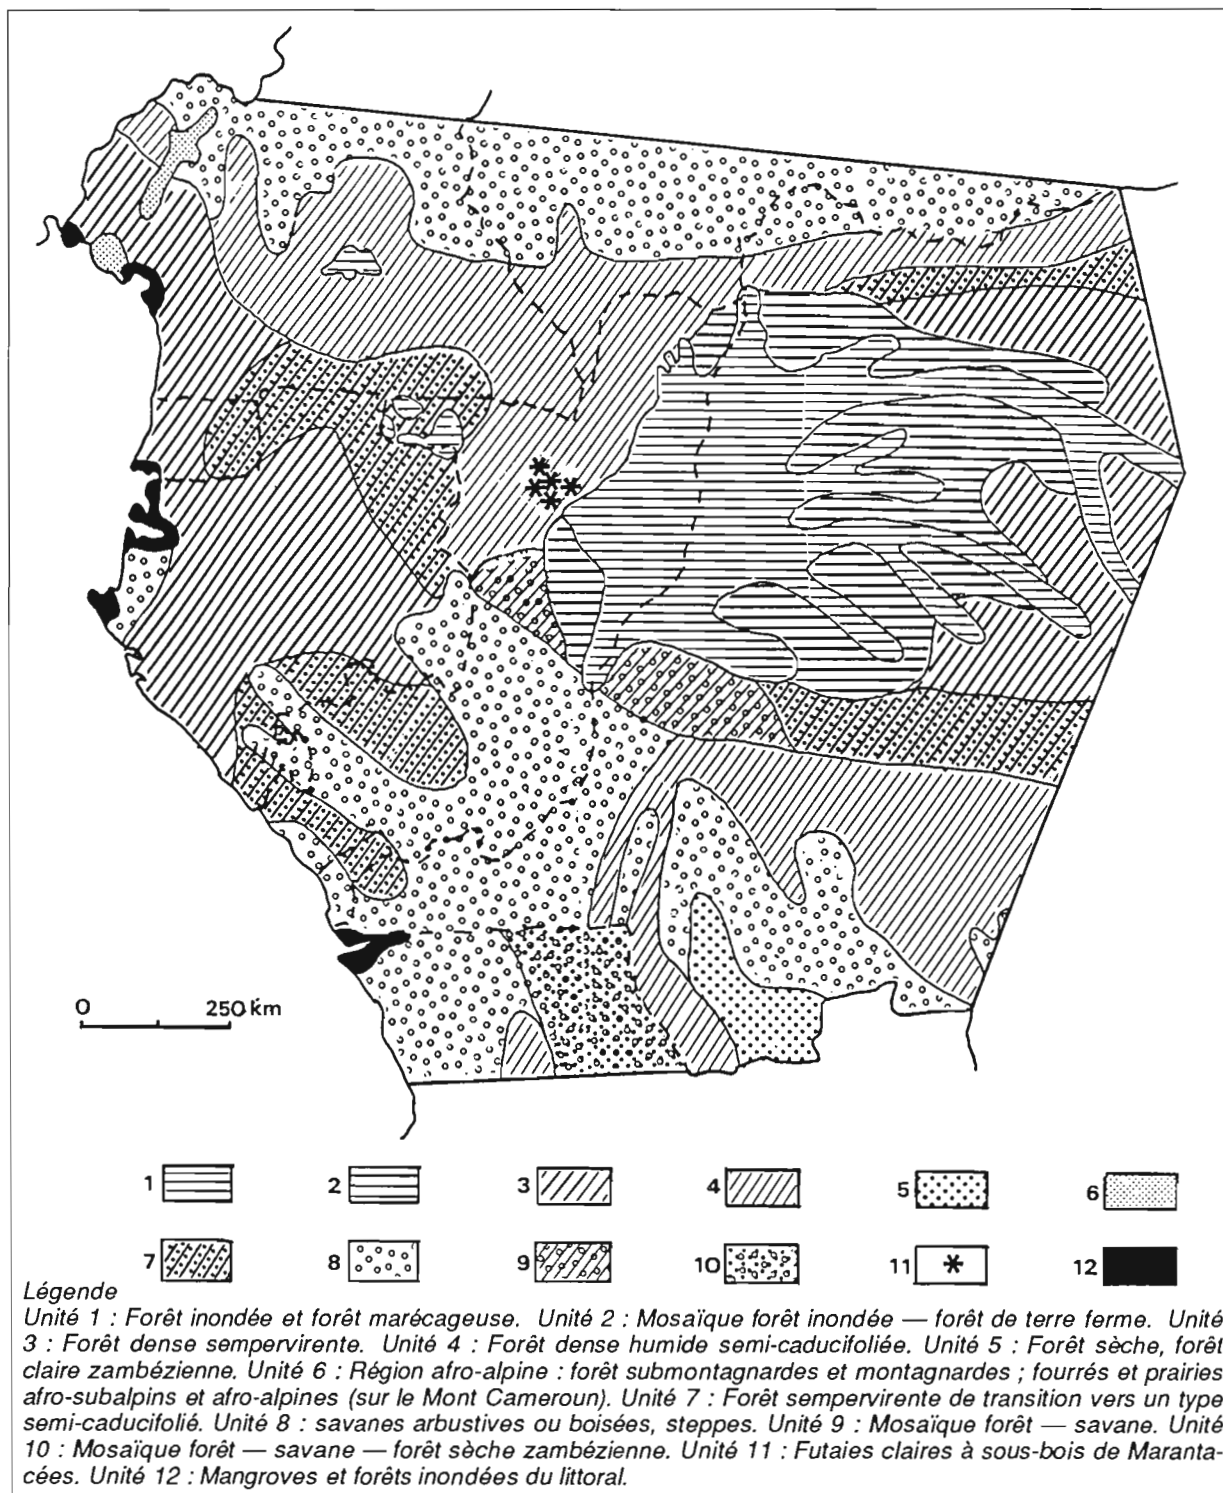 0 250 km
1 2 3 4 5 6
7 8 9 10 11 12
Légende
Unité 1 : Forêt inondée et forêt marécageuse. Unité 2 : Mosaïque forêt inondée — forêt de terre ferme. Unité
3 : Forêt dense sempervirente. Unité 4 : Forêt dense humide semi-caducifoliée. Unité 5 : Forêt sèche, forêt
claire zambézienne. Unité 6 : Région afro-alpine : forêt submontagnardes et montagnardes ; fourrés et prairies
afro-subalpins et afro-alpines (sur le Mont Cameroun). Unité 7 : Forêt sempervirente de transition vers un type
semi-caducifolié. Unité 8 : savanes arbustives ou boisées, steppes. Unité 9 : Mosaïque forêt — savane. Unité
10 : Mosaïque forêt — savane — forêt sèche zambézienne. Unité 11 : Futaies claires à sous-bois de Maranta-
cées. Unité 12 : Mangroves et forêts inondées du littoral.